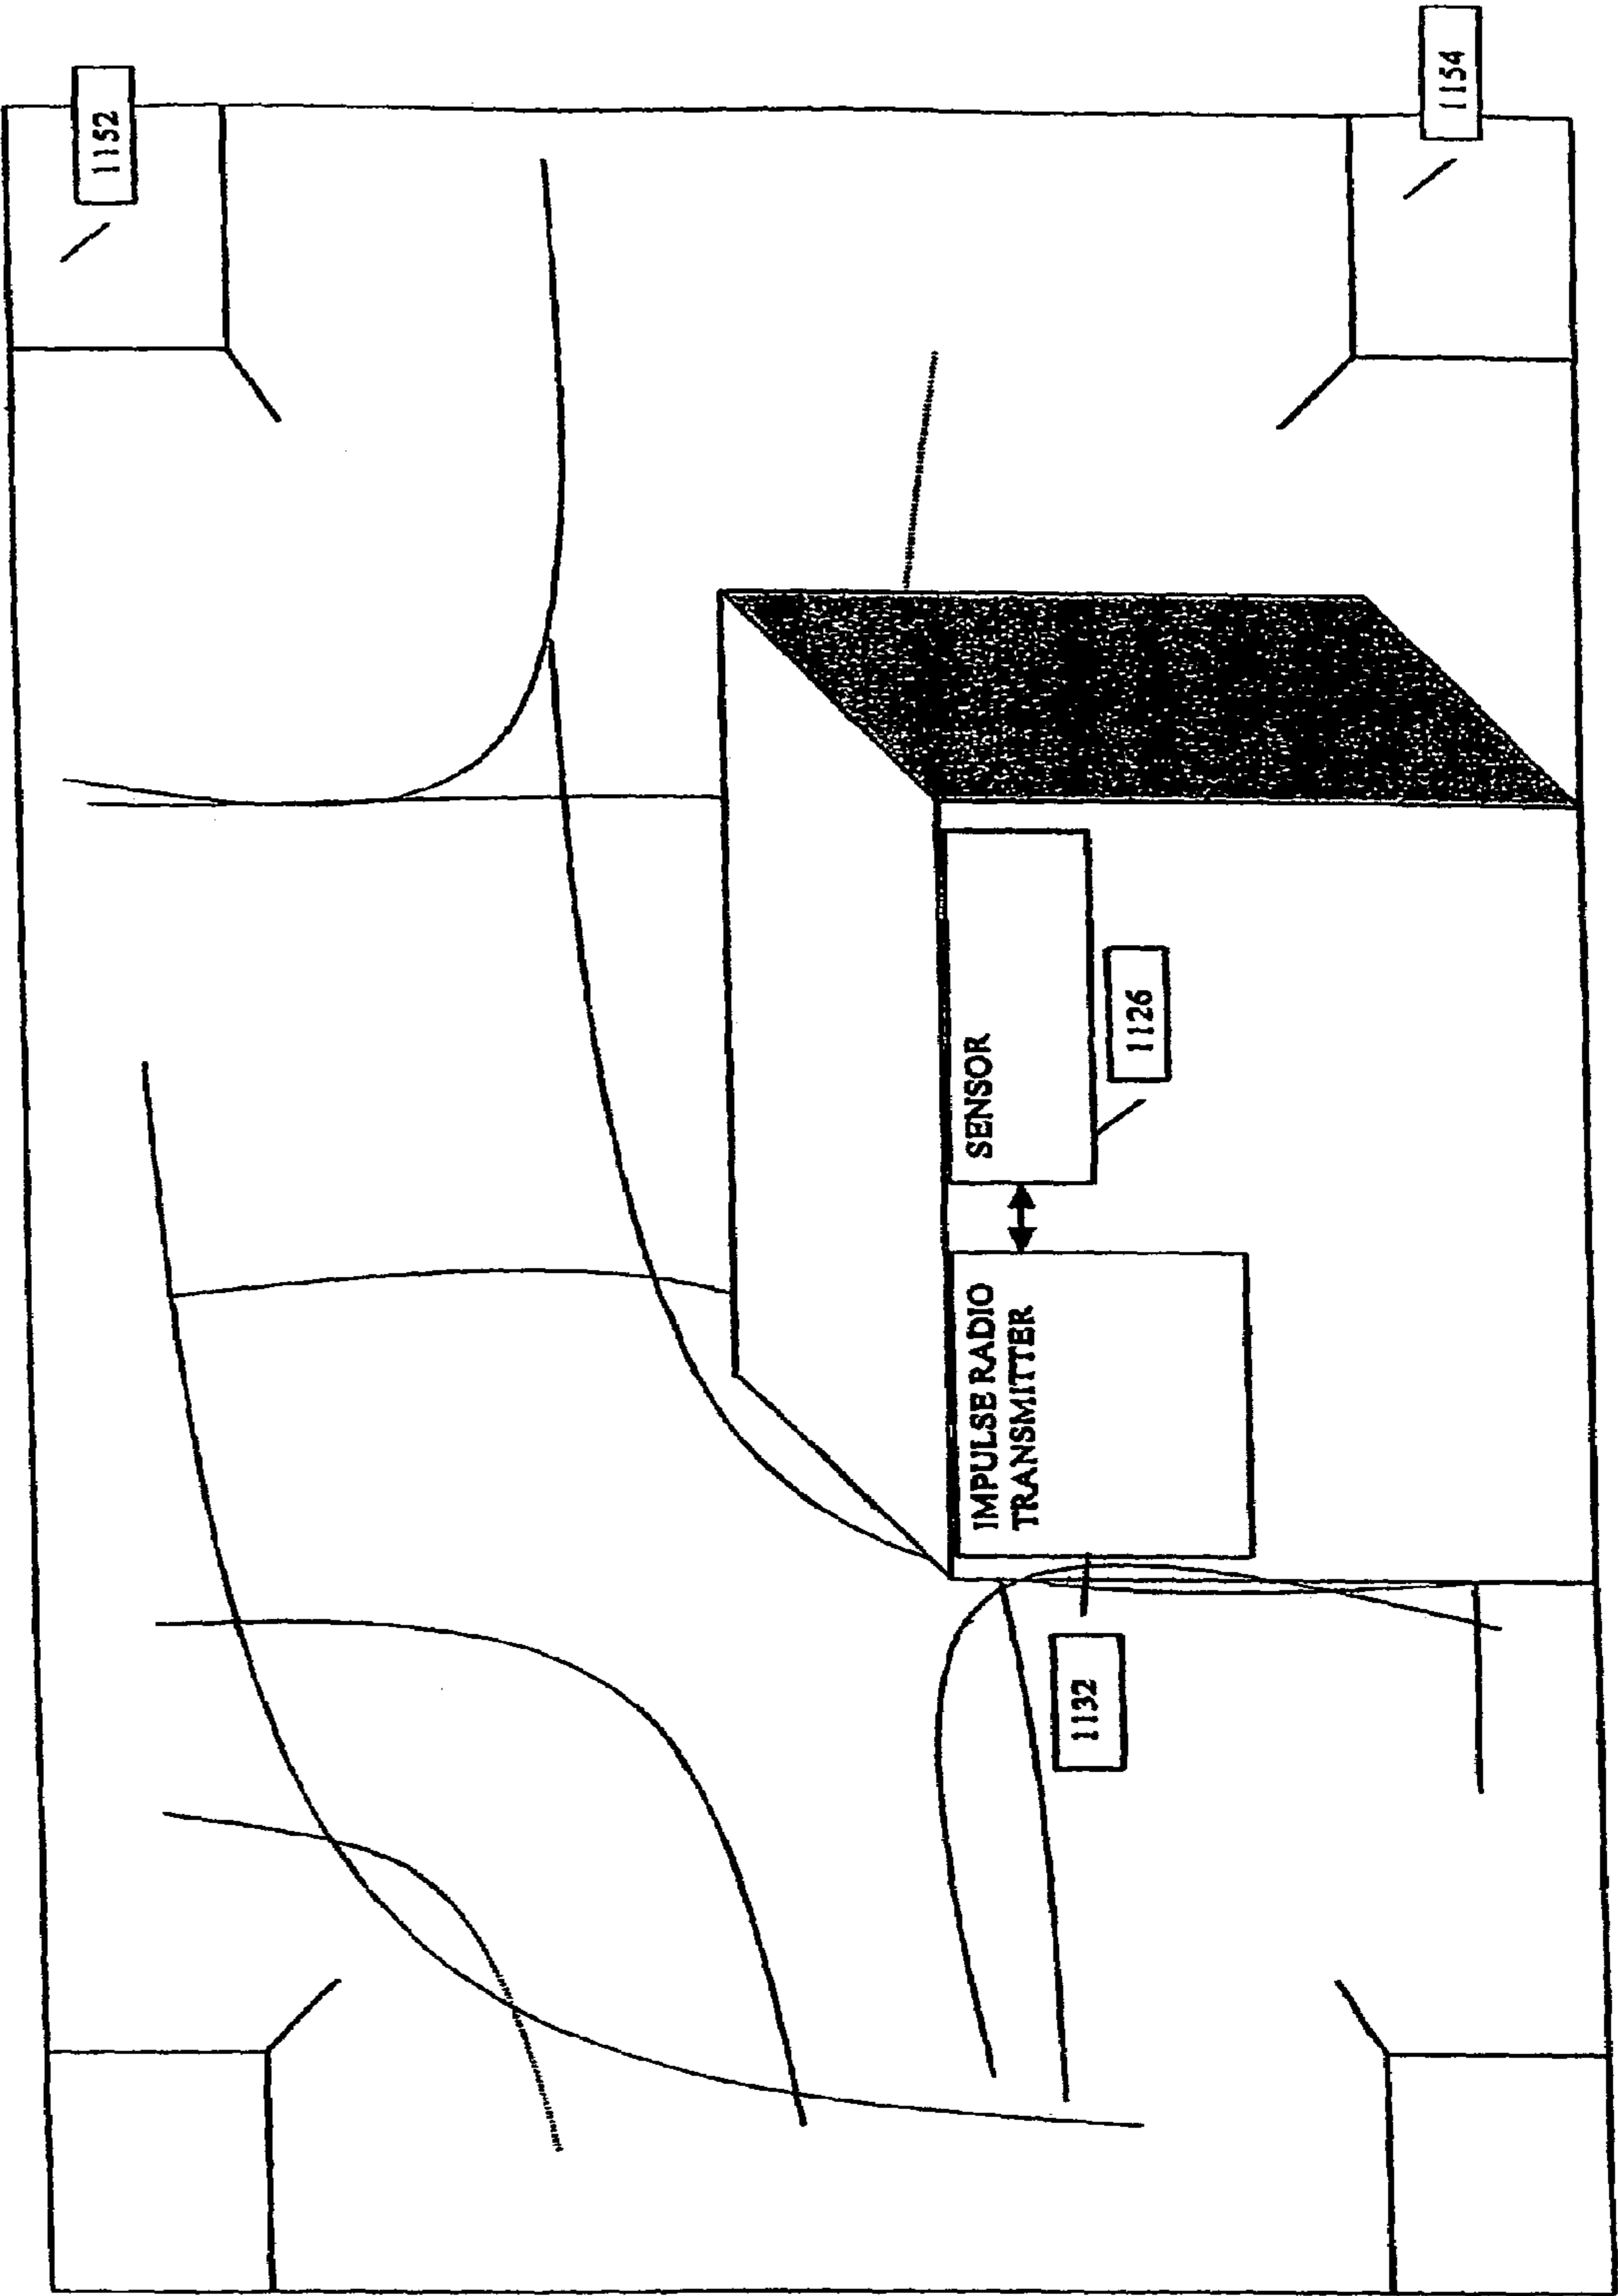 1152
1154
IMPULSE RADIO
TRANSMITTER
SENSOR
1126
1132